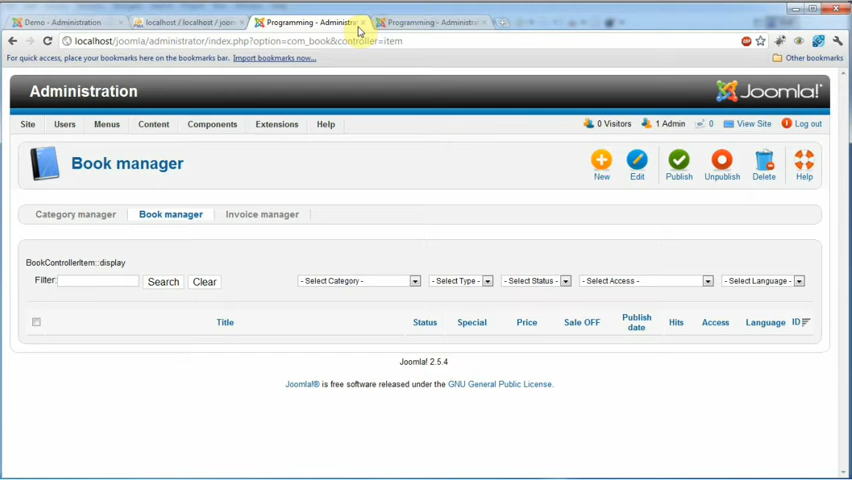 Demo - Administration
localhost / localhost / joom
Programming - Administra
Programming - Administrat
localhost/joomla/administrator/index.php?option=com_book&controller=item
For quick access, place your bookmarks here on the bookmarks bar. Import bookmarks now...
Other bookmarks
Administration
Joomla!
Site Users Menus Content Components Extensions Help
0 Visitors 1 Admin 0 View Site Log out
Book manager
New Edit Publish Unpublish Delete Help
Category manager Book manager Invoice manager
BookControllerItem::display
Filter: Search Clear - Select Category - - Select Type - - Select Status - - Select Access - - Select Language -
Title Status Special Price Sale OFF Publish date Hits Access Language ID
Joomla! 2.5.4
Joomla!® is free software released under the GNU General Public License.